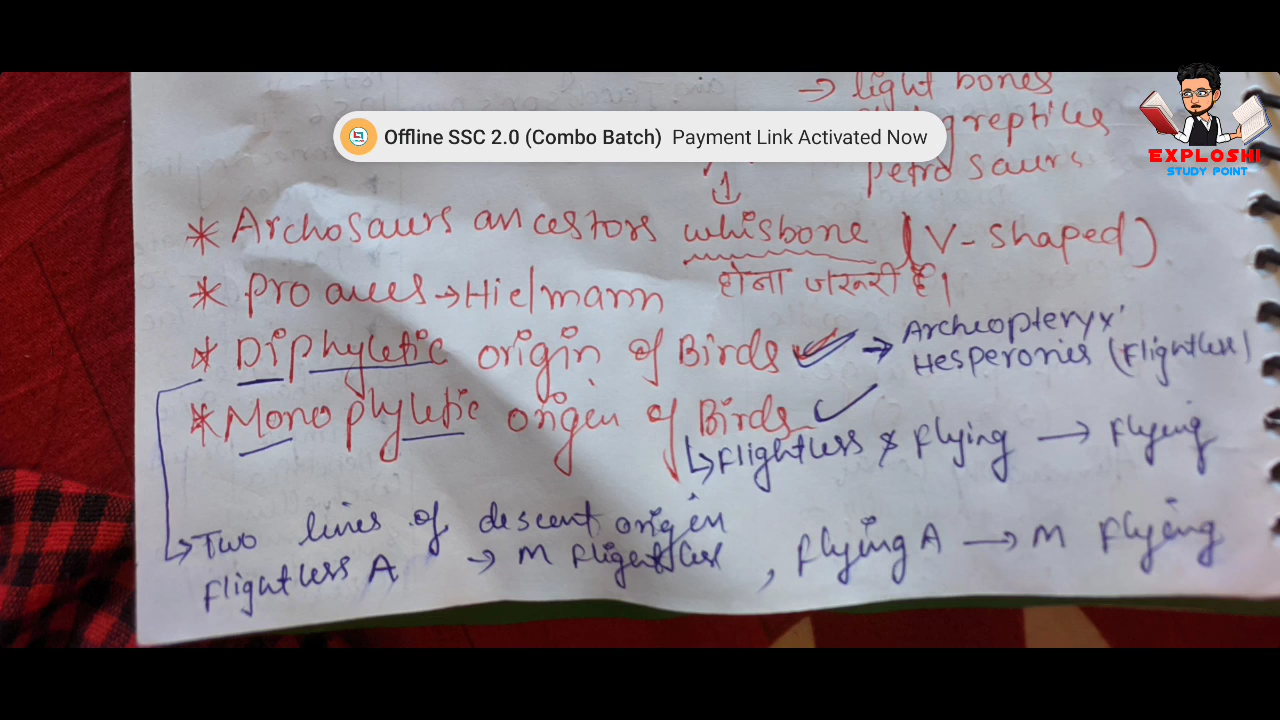 → light bones
reptiles
Offline SSC 2.0 (Combo Batch) Payment Link Activated Now
EXPLOSHI
STUDY POINT
petro saurs
1
* Archosaurs ancestors whisbone (V-shaped)
होना जरूरी है।
* pro aves → Hielmann
* Diphyletic origin of Birds → Archeopteryx
Hesperonies (Flightless)
* Monophyletic origen of Birds
↳ Flightless & Flying → Flying
↳ Two lines of descent origen
Flightless A → M Flightless, Flying A → M Flying